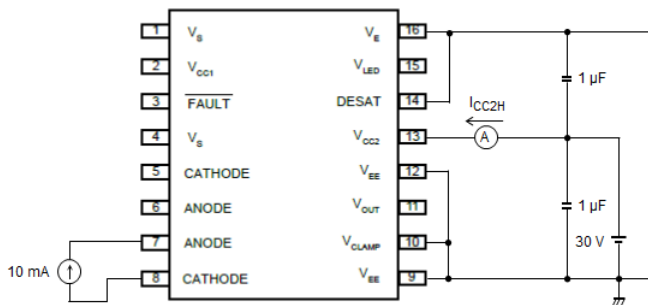 1 V_S V_E 16
2 V_CC1 V_LED 15
3 FAULT DESAT 14
4 V_S V_CC2 13
5 CATHODE V_EE 12
6 ANODE V_OUT 11
7 ANODE V_CLAMP 10
8 CATHODE V_EE 9
10 mA
I_CC2H
A
1 µF
1 µF
30 V